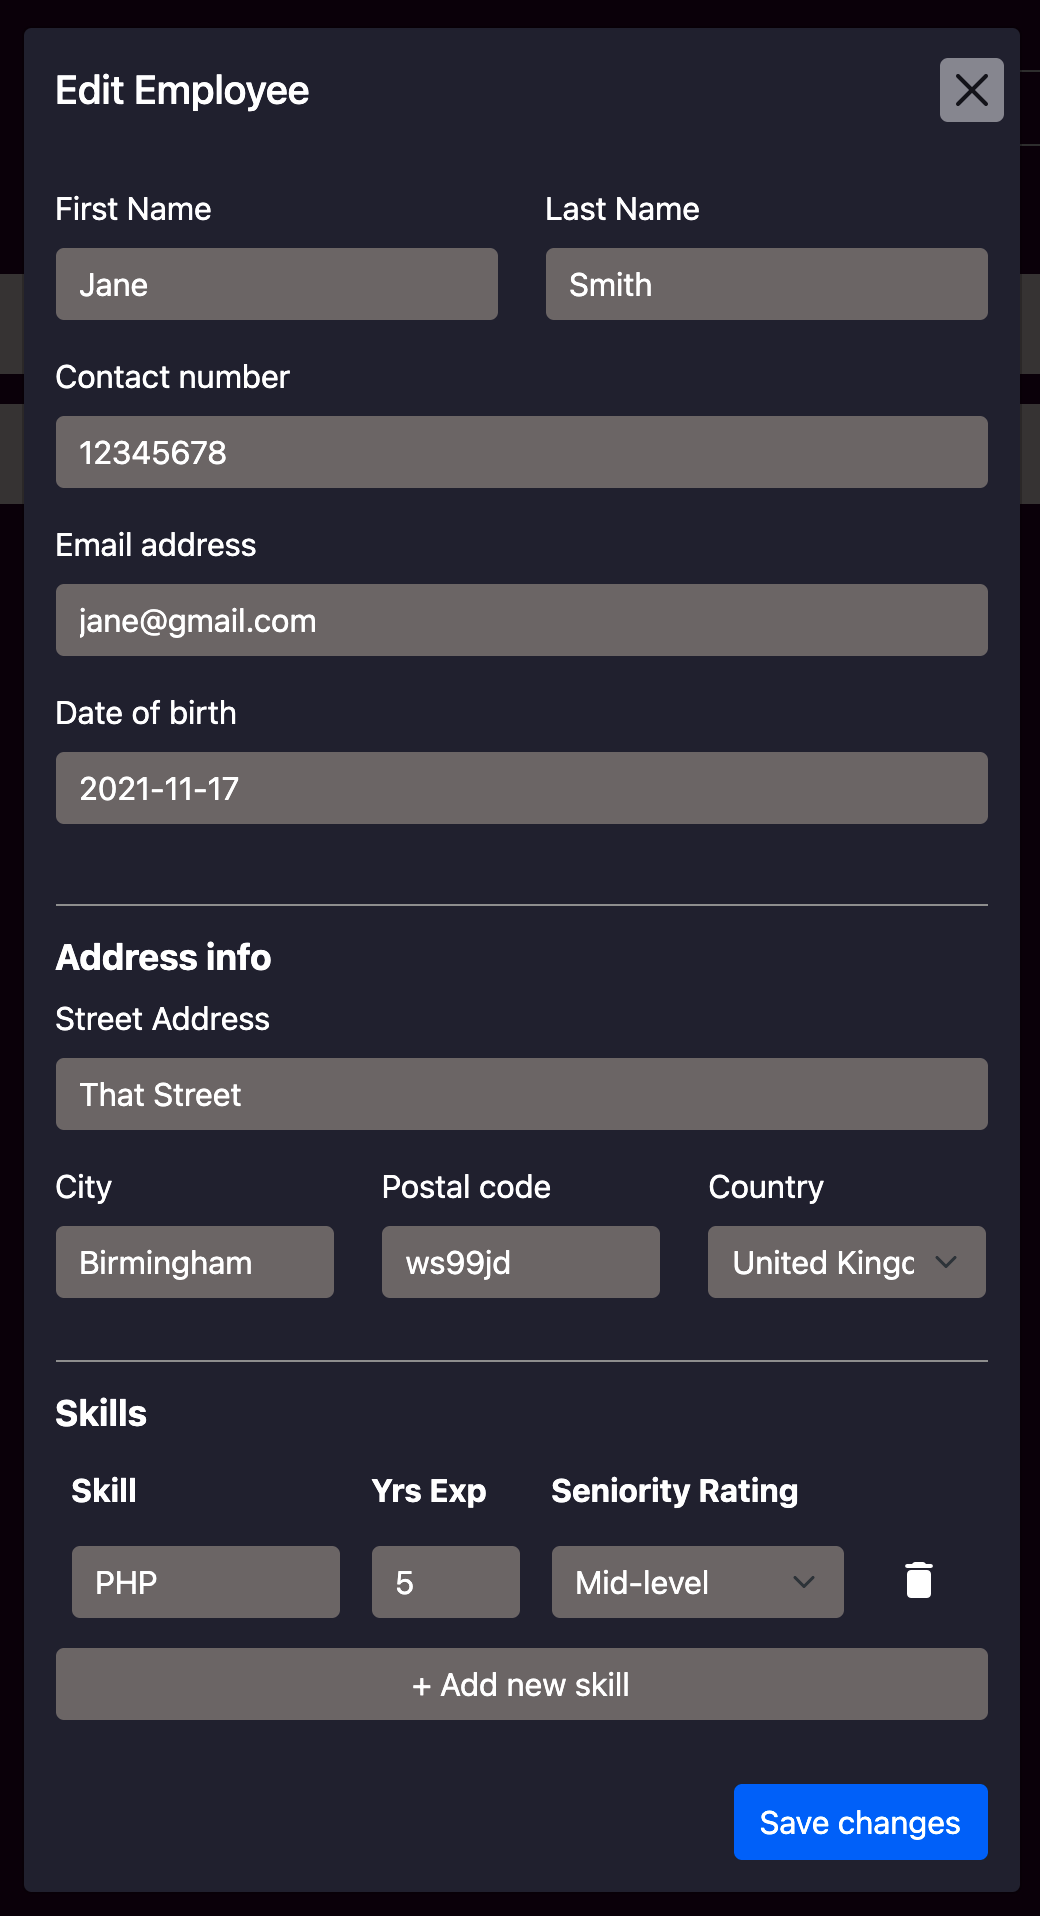 Edit Employee
First Name Last Name
Jane Smith
Contact number
12345678
Email address
jane@gmail.com
Date of birth
2021-11-17
Address info
Street Address
That Street
City Postal code Country
Birmingham ws99jd United Kingd
Skills
Skill Yrs Exp Seniority Rating
PHP 5 Mid-level
+ Add new skill
Save changes